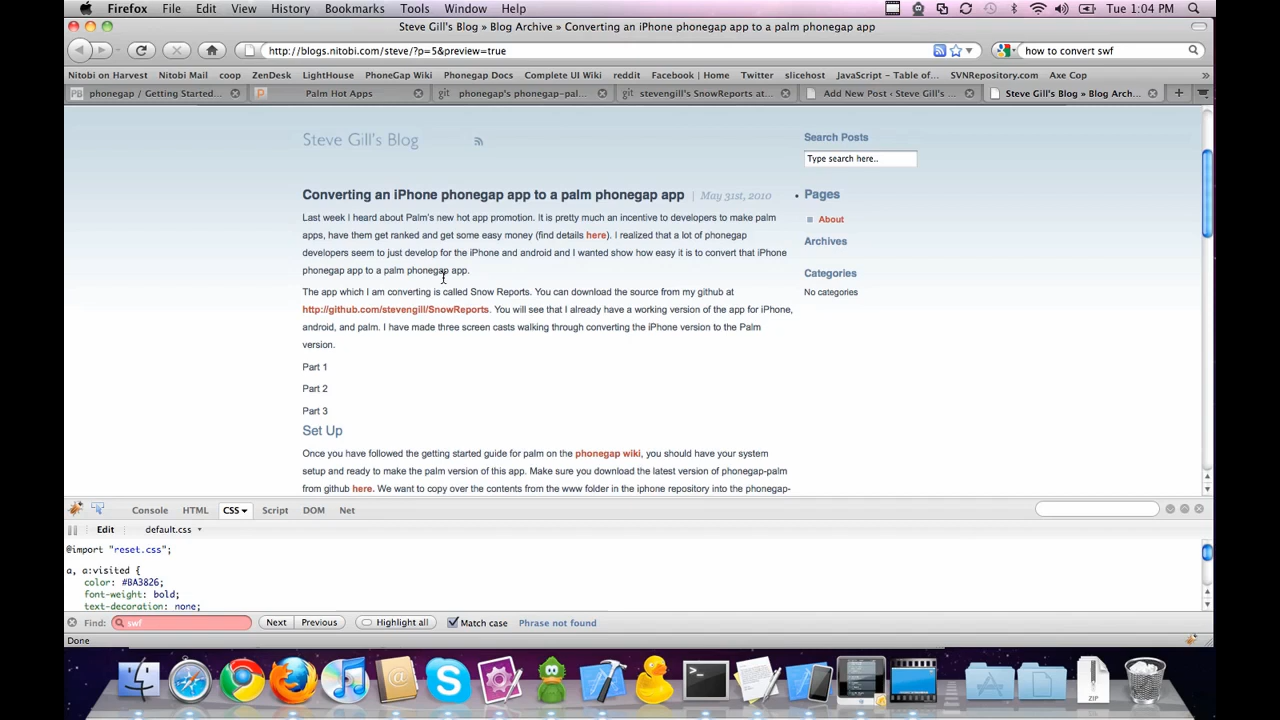 Firefox File Edit View History Bookmarks Tools Window Help Tue 1:04 PM
Steve Gill's Blog » Blog Archive » Converting an iPhone phonegap app to a palm phonegap app
http://blogs.nitobi.com/steve/?p=5&preview=true how to convert swf
Nitobi on Harvest Nitobi Mail coop ZenDesk LightHouse PhoneGap Wiki Phonegap Docs Complete UI Wiki reddit Facebook | Home Twitter slicehost JavaScript - Table of... SVNRepository.com Axe Cop »
PB phonegap / Getting Started... P Palm Hot Apps git phonegap's phonegap-pal... git stevengill's SnowReports at... Add New Post ‹ Steve Gill's ... Steve Gill's Blog » Blog Arch...
Steve Gill's Blog
Search Posts
Type search here..
Converting an iPhone phonegap app to a palm phonegap app | May 31st, 2010
Last week I heard about Palm's new hot app promotion. It is pretty much an incentive to developers to make palm
apps, have them get ranked and get some easy money (find details here). I realized that a lot of phonegap
developers seem to just develop for the iPhone and android and I wanted show how easy it is to convert that iPhone
phonegap app to a palm phonegap app.
The app which I am converting is called Snow Reports. You can download the source from my github at
http://github.com/stevengill/SnowReports. You will see that I already have a working version of the app for iPhone,
android, and palm. I have made three screen casts walking through converting the iPhone version to the Palm
version.
Part 1
Part 2
Part 3
Set Up
Once you have followed the getting started guide for palm on the phonegap wiki, you should have your system
setup and ready to make the palm version of this app. Make sure you download the latest version of phonegap-palm
from github here. We want to copy over the contents from the www folder in the iphone repository into the phonegap-
Pages
About
Archives
Categories
No categories
Console HTML CSS Script DOM Net
Edit default.css
@import "reset.css";
a, a:visited {
color: #BA3826;
font-weight: bold;
text-decoration: none;
Find: swf Next Previous Highlight all Match case Phrase not found
Done
ZIP